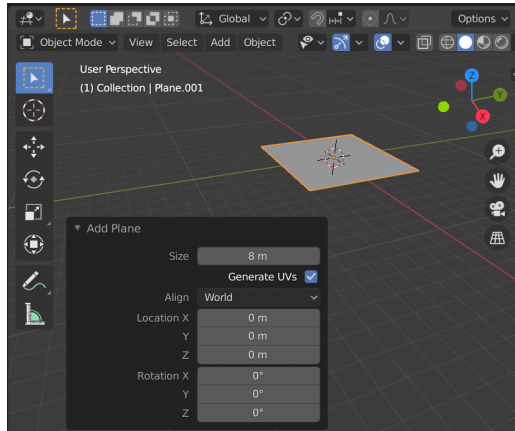 Global
Options
Object Mode
View
Select
Add
Object
User Perspective
(1) Collection | Plane.001
Z
Y
X
Add Plane
Size
8 m
Generate UVs
Align
World
Location X
0 m
Y
0 m
Z
0 m
Rotation X
0°
Y
0°
Z
0°